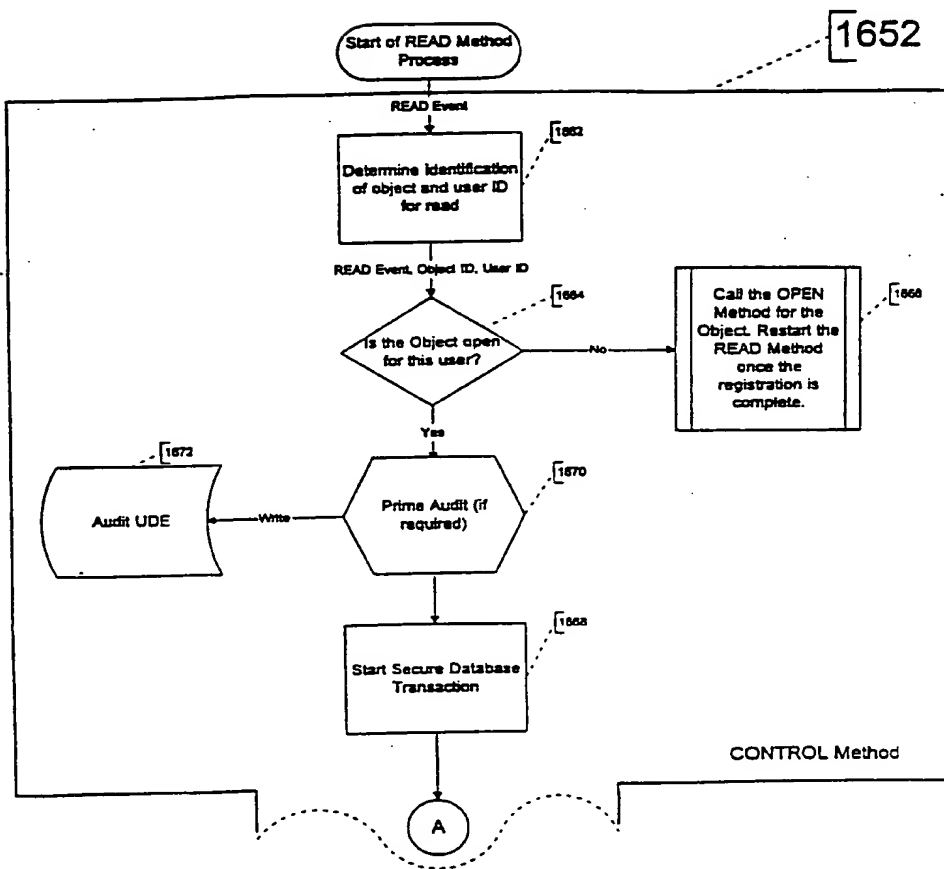 1652
Start of READ Method
Process
READ Event
1662
Determine Identification
of object and user ID
for read
READ Event, Object ID, User ID
1664
Is the Object open
for this user?
No
Call the OPEN
Method for the
Object. Restart the
READ Method
once the
registration is
complete.
1666
Yes
1672
Audit UDE
Write
Prime Audit (if
required)
1670
1668
Start Secure Database
Transaction
CONTROL Method
A